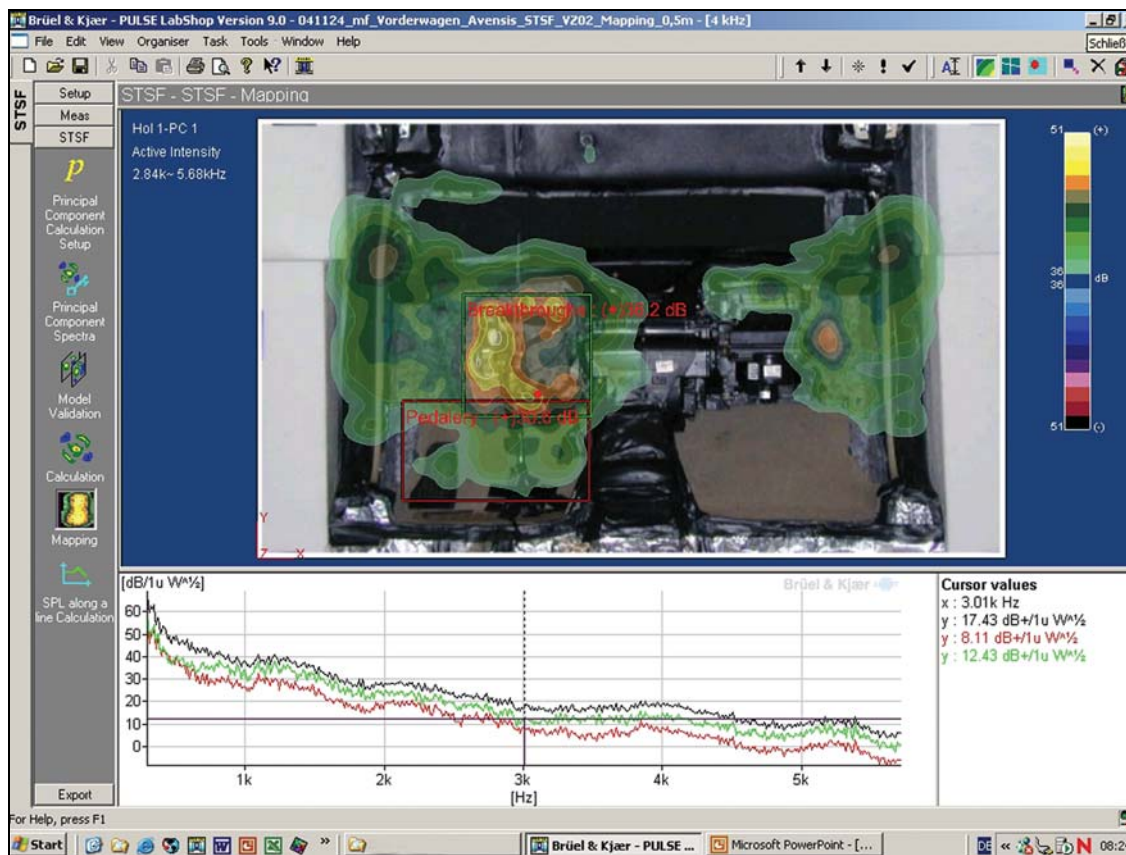 Brüel & Kjær - PULSE LabShop Version 9.0 - 041124_mf_Vorderwagen_Avensis_STSF_VZ02_Mapping_0,5m - [4 kHz]
File Edit View Organiser Task Tools Window Help
Schließ
STSF
Setup
Meas
STSF
Principal
Component
Calculation
Setup
Principal
Component
Spectra
Model
Validation
Calculation
Mapping
SPL along a
line Calculation
Export
STSF - STSF - Mapping
Hol 1-PC 1
Active Intensity
2.84k~ 5.68kHz
51 (+)
36
36
dB
51 (-)
Y
Z X
[dB/1u W^½]
Brüel & Kjær
60
50
40
30
20
10
0
1k 2k 3k 4k 5k
[Hz]
Cursor values
x : 3.01k Hz
y : 17.43 dB+/1u W^½
y : 8.11 dB+/1u W^½
y : 12.43 dB+/1u W^½
For Help, press F1
Start
Brüel & Kjær - PULSE ...
Microsoft PowerPoint - [...
DE